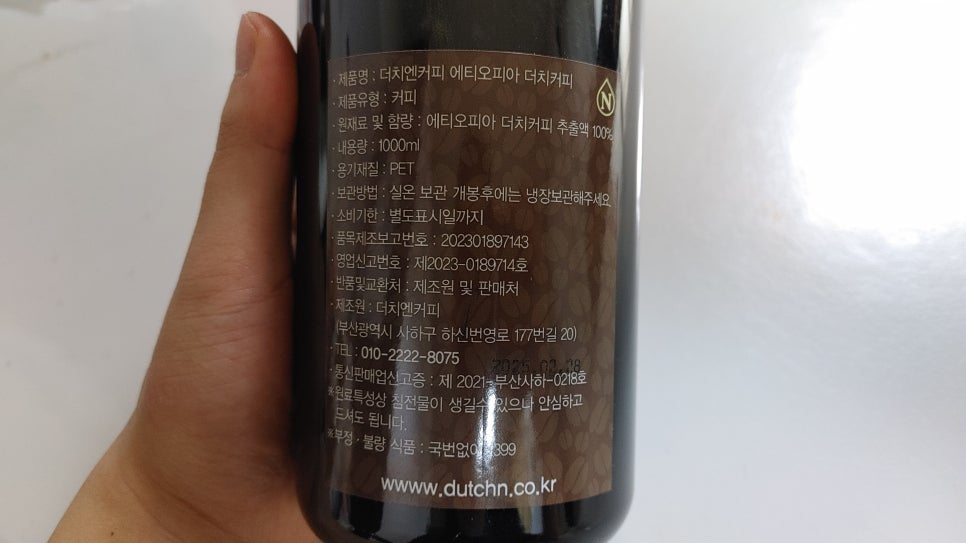 · 제품명 : 더치엔커피 에티오피아 더치커피
N
· 제품유형 : 커피
· 원재료 및 함량 : 에티오피아 더치커피 추출액 100%
· 내용량 : 1000ml
· 용기재질 : PET
· 보관방법 : 실온 보관 개봉후에는 냉장보관해주세요.
· 소비기한 : 별도표시일까지
· 품목제조보고번호 : 202301897143
· 영업신고번호 : 제2023-0189714호
· 반품및교환처 : 제조원 및 판매처
· 제조원 : 더치엔커피
(부산광역시 사하구 하신번영로 177번길 20)
· TEL : 010-2222-8075
· 통신판매업신고증 : 제 2021-부산사하-0218호
※원료특성상 침전물이 생길수 있으나 안심하고
드셔도 됩니다.
※부정 · 불량 식품 : 국번없이
www.dutchn.co.kr